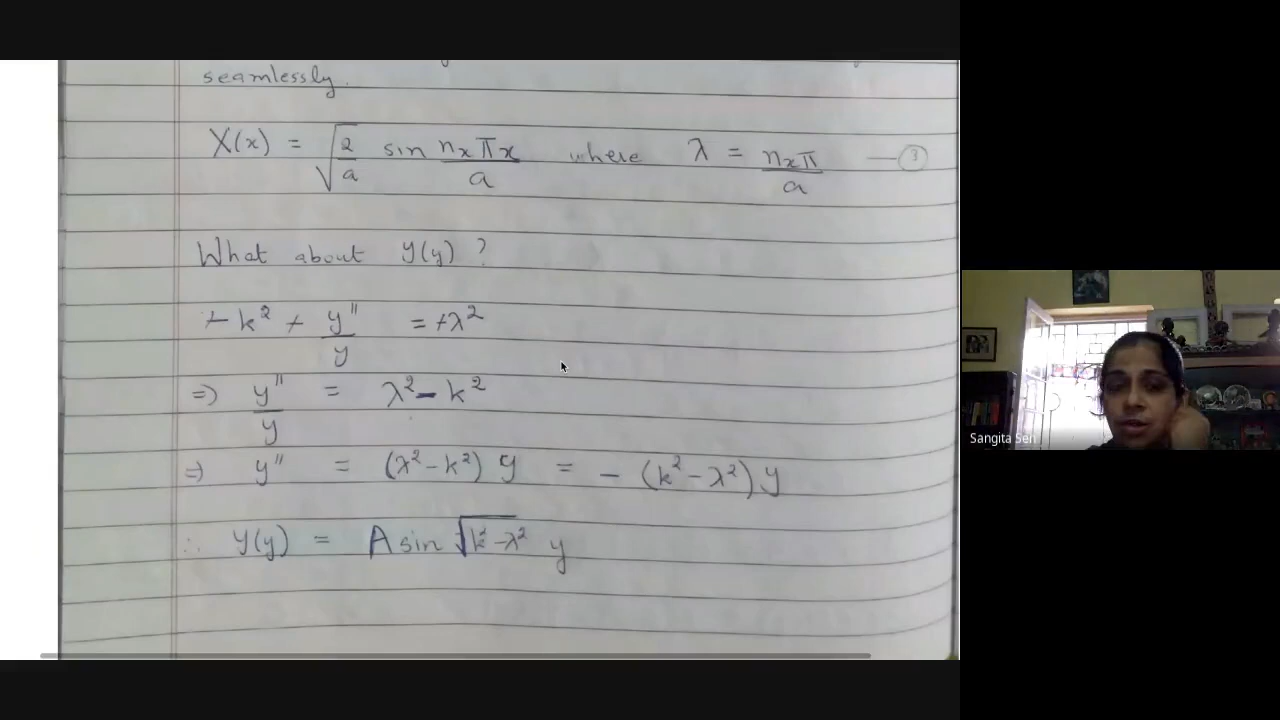 seamlessly.
X(x) = √(2/a) sin nₓπx/a where λ = nₓπ/a — ③
What about Y(y) ?
+ k² + y''/y = +λ²
⇒ y''/y = λ² - k²
⇒ y'' = (λ² - k²) y = - (k² - λ²) y
∴ Y(y) = A sin √(k² - λ²) y
Sangita Sen